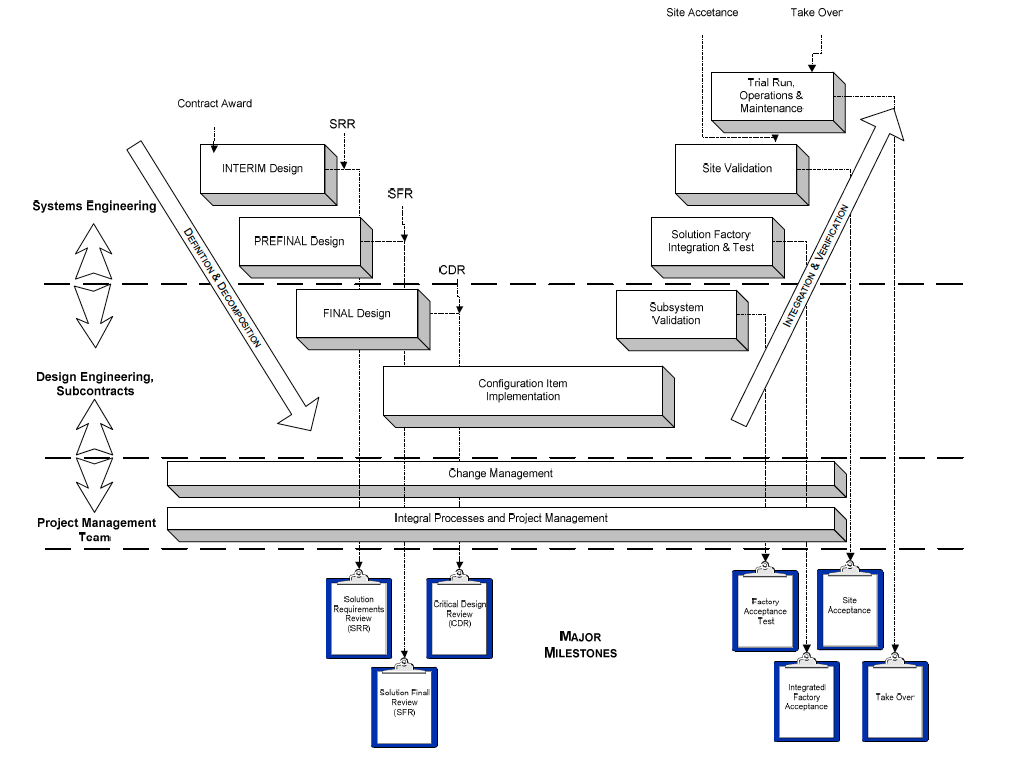 Site Accetance
Take Over
Trial Run,
Operations &
Maintenance
Contract Award
SRR
INTERIM Design
Site Validation
SFR
Systems Engineering
DEFINITION & DECOMPOSITION
PREFINAL Design
Solution Factory
Integration & Test
INTEGRATION & VERIFICATION
CDR
FINAL Design
Subsystem
Validation
Design Engineering,
Subcontracts
Configuration Item
Implementation
Change Management
Project Management
Team
Integral Processes and Project Management
Solution
Requirements
Review
(SRR)
Critical Design
Review
(CDR)
Factory
Acceptance
Test
Site
Acceptance
MAJOR
MILESTONES
Solution Final
Review
(SFR)
Integrated
Factory
Acceptance
Take Over